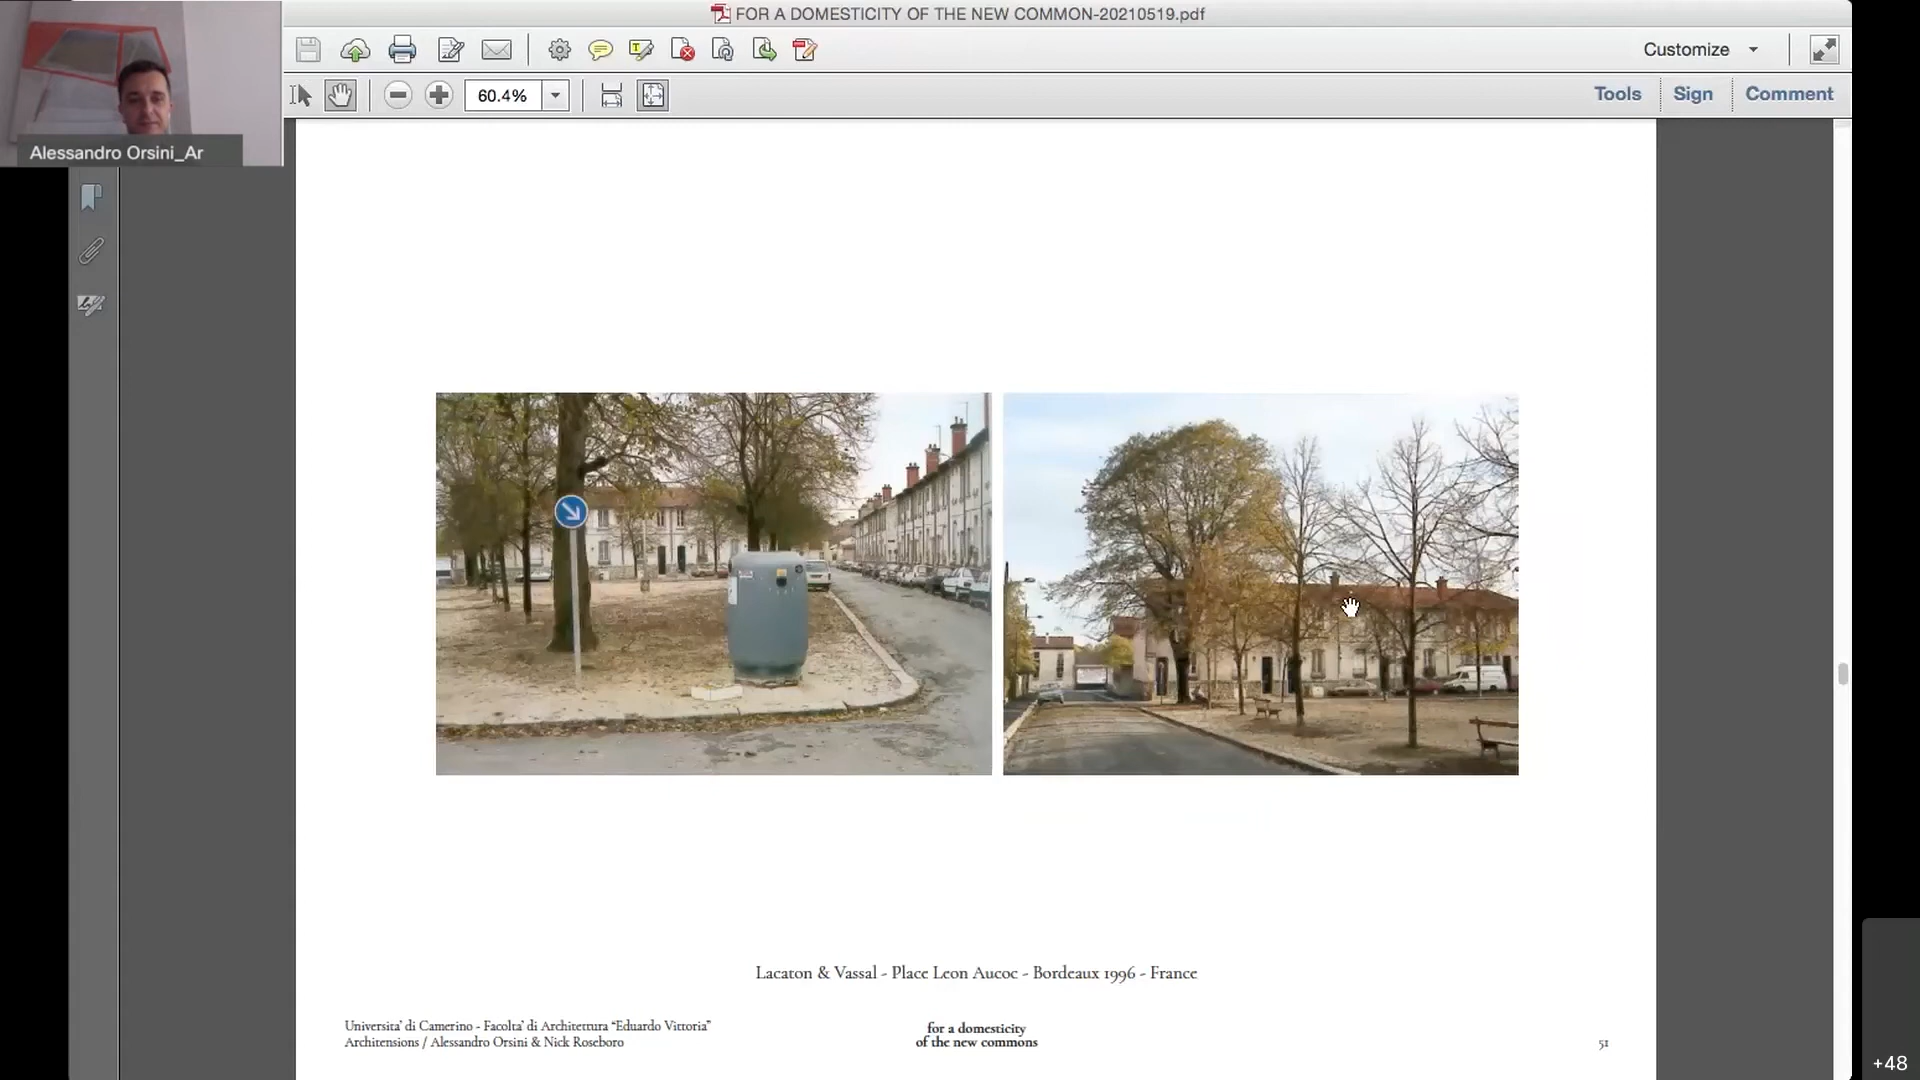 FOR A DOMESTICITY OF THE NEW COMMON-20210519.pdf
Customize
60.4%
Tools
Sign
Comment
Alessandro Orsini_Ar
Lacaton & Vassal - Place Leon Aucoc - Bordeaux 1996 - France
Universita' di Camerino - Facolta' di Architettura "Eduardo Vittoria"
Architensions / Alessandro Orsini & Nick Roseboro
for a domesticity
of the new commons
51
+48